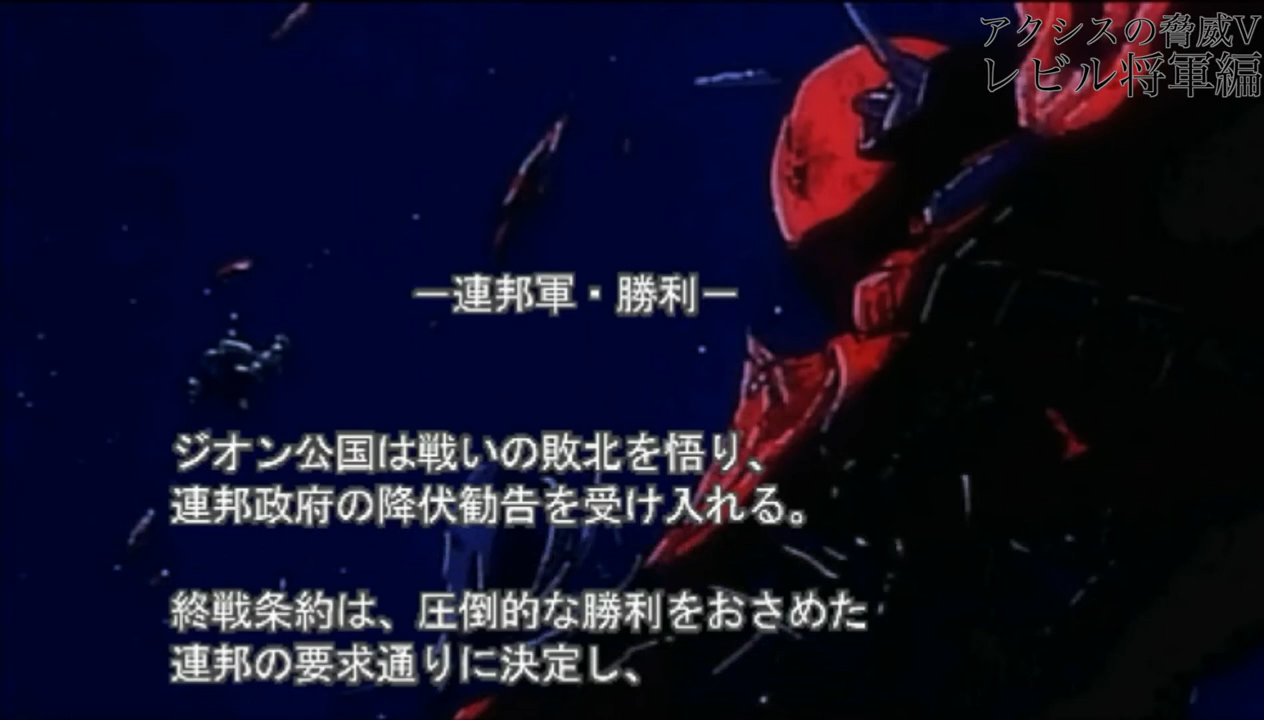 アクシスの脅威V
レビル将軍編
ー連邦軍・勝利ー
ジオン公国は戦いの敗北を悟り、
連邦政府の降伏勧告を受け入れる。
終戦条約は、圧倒的な勝利をおさめた
連邦の要求通りに決定し、